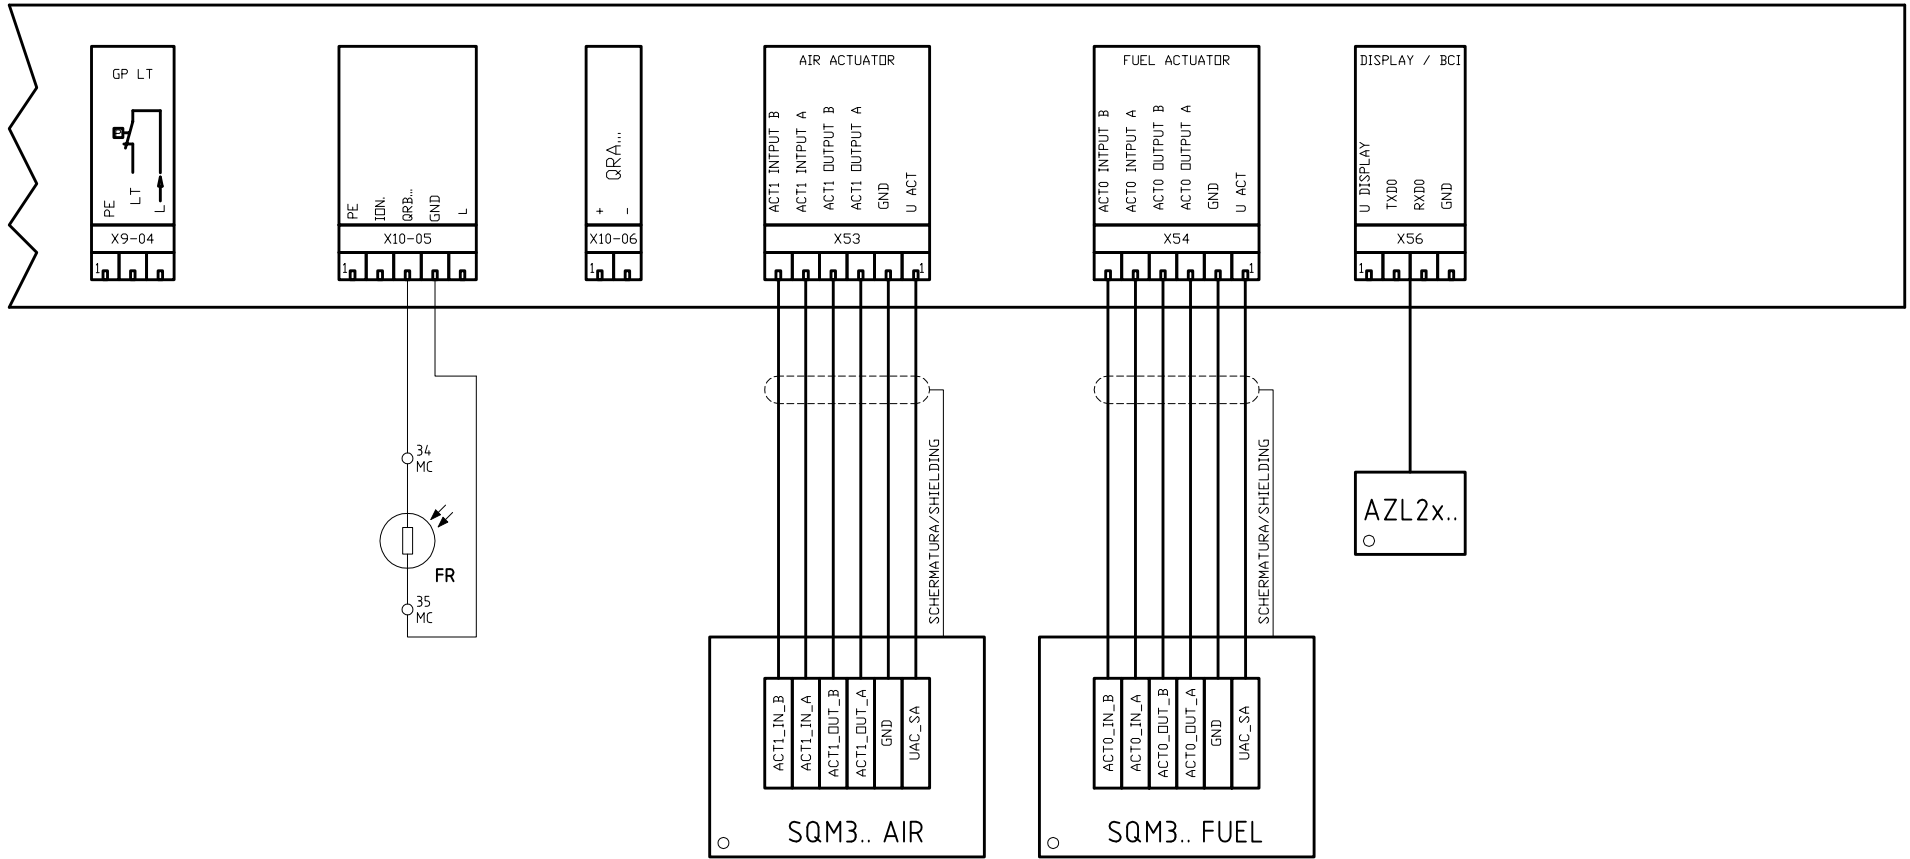 GP LT
P
PE
LT
L
X9-04
1
PE
ION.
QRB...
GND
L
X10-05
1
QRA...
+
-
X10-06
1
AIR ACTUATOR
ACT1 INTPUT B
ACT1 INTPUT A
ACT1 OUTPUT B
ACT1 OUTPUT A
GND
U ACT
X53
1
FUEL ACTUATOR
ACT0 INTPUT B
ACT0 INTPUT A
ACT0 OUTPUT B
ACT0 OUTPUT A
GND
U ACT
X54
1
DISPLAY / BCI
U DISPLAY
TXD0
RXD0
GND
X56
1
34
MC
FR
35
MC
SCHERMATURA/SHIELDING
SCHERMATURA/SHIELDING
AZL2x..
ACT1_IN_B
ACT1_IN_A
ACT1_OUT_B
ACT1_OUT_A
GND
UAC_SA
SQM3.. AIR
ACT0_IN_B
ACT0_IN_A
ACT0_OUT_B
ACT0_OUT_A
GND
UAC_SA
SQM3.. FUEL